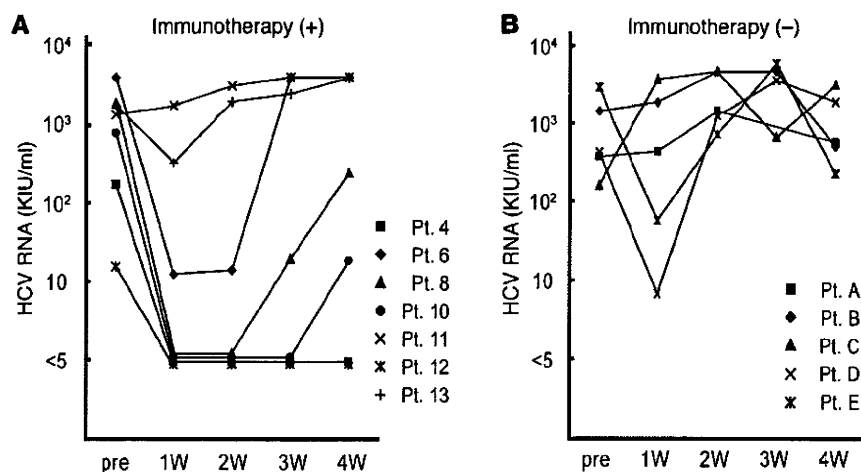 A
Immunotherapy (+)
HCV RNA (KIU/ml)
10⁴
10³
10²
10
<5
pre 1W 2W 3W 4W
Pt. 4
Pt. 6
Pt. 8
Pt. 10
Pt. 11
Pt. 12
Pt. 13
B
Immunotherapy (–)
HCV RNA (KIU/ml)
10⁴
10³
10²
10
<5
pre 1W 2W 3W 4W
Pt. A
Pt. B
Pt. C
Pt. D
Pt. E